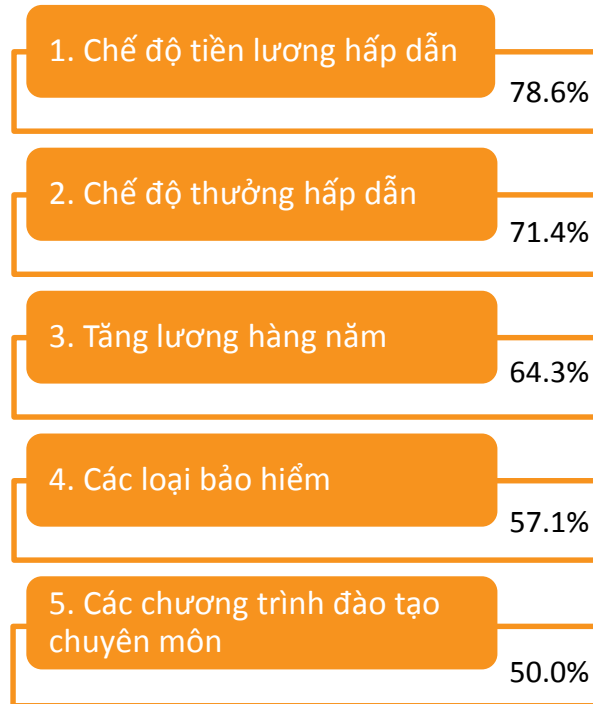 1. Chế độ tiền lương hấp dẫn
78.6%
2. Chế độ thưởng hấp dẫn
71.4%
3. Tăng lương hàng năm
64.3%
4. Các loại bảo hiểm
57.1%
5. Các chương trình đào tạo
chuyên môn
50.0%